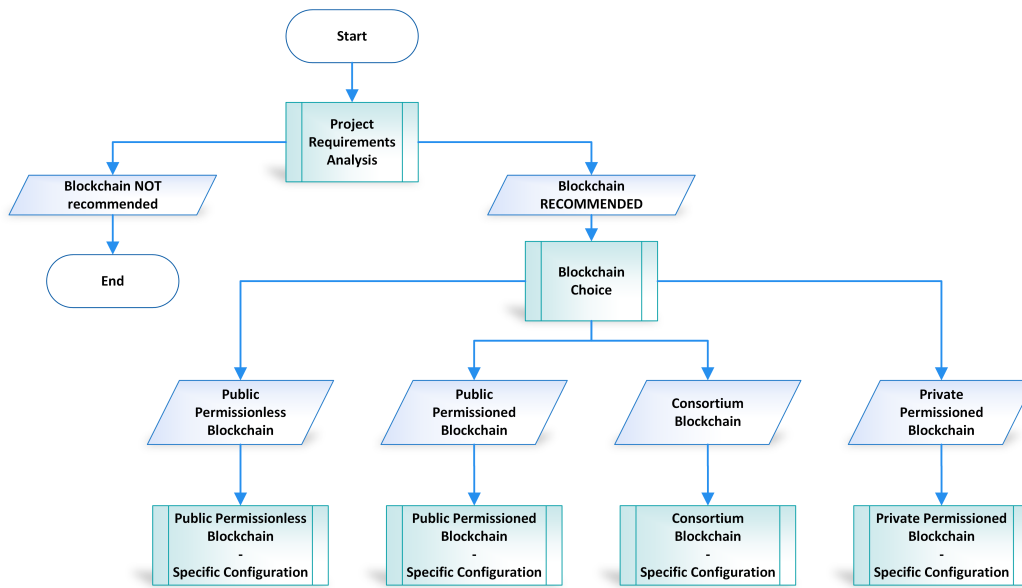 Start
Project
Requirements
Analysis
Blockchain NOT
recommended
Blockchain
RECOMMENDED
End
Blockchain
Choice
Public
Permissionless
Blockchain
Public
Permissioned
Blockchain
Consortium
Blockchain
Private
Permissioned
Blockchain
Public Permissionless
Blockchain
-
Specific Configuration
Public Permissioned
Blockchain
-
Specific Configuration
Consortium
Blockchain
-
Specific Configuration
Private Permissioned
Blockchain
-
Specific Configuration